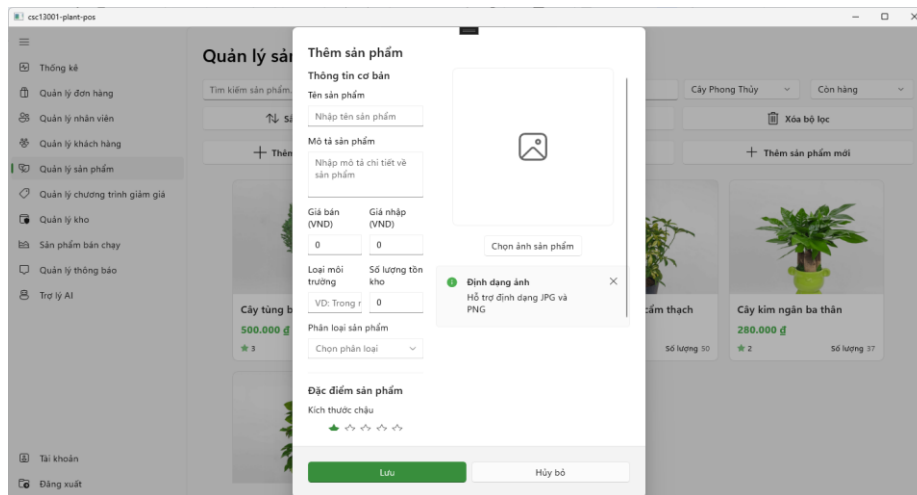 csc13001-plant-pos
Thống kê
Quản lý đơn hàng
Quản lý nhân viên
Quản lý khách hàng
Quản lý sản phẩm
Quản lý chương trình giảm giá
Quản lý kho
Sản phẩm bán chạy
Quản lý thông báo
Trợ lý AI
Tài khoản
Đăng xuất
Quản lý sản
Tìm kiếm sản phẩm.
Cây Phong Thủy
Còn hàng
Xóa bộ lọc
Thêm sản phẩm mới
Thêm sản phẩm
Thông tin cơ bản
Tên sản phẩm
Nhập tên sản phẩm
Mô tả sản phẩm
Nhập mô tả chi tiết về
sản phẩm
Giá bán
(VND)
Giá nhập
(VND)
0
0
Loại môi
trường
Số lượng tồn
kho
VD: Trong r
0
Phân loại sản phẩm
Chọn phân loại
Đặc điểm sản phẩm
Kích thước chậu
Chọn ảnh sản phẩm
Định dạng ảnh
Hỗ trợ định dạng JPG và
PNG
Lưu
Hủy bỏ
Cây tùng b
500.000 ₫
3
cẩm thạch
Số lượng 50
Cây kim ngân ba thân
280.000 ₫
2
Số lượng 37